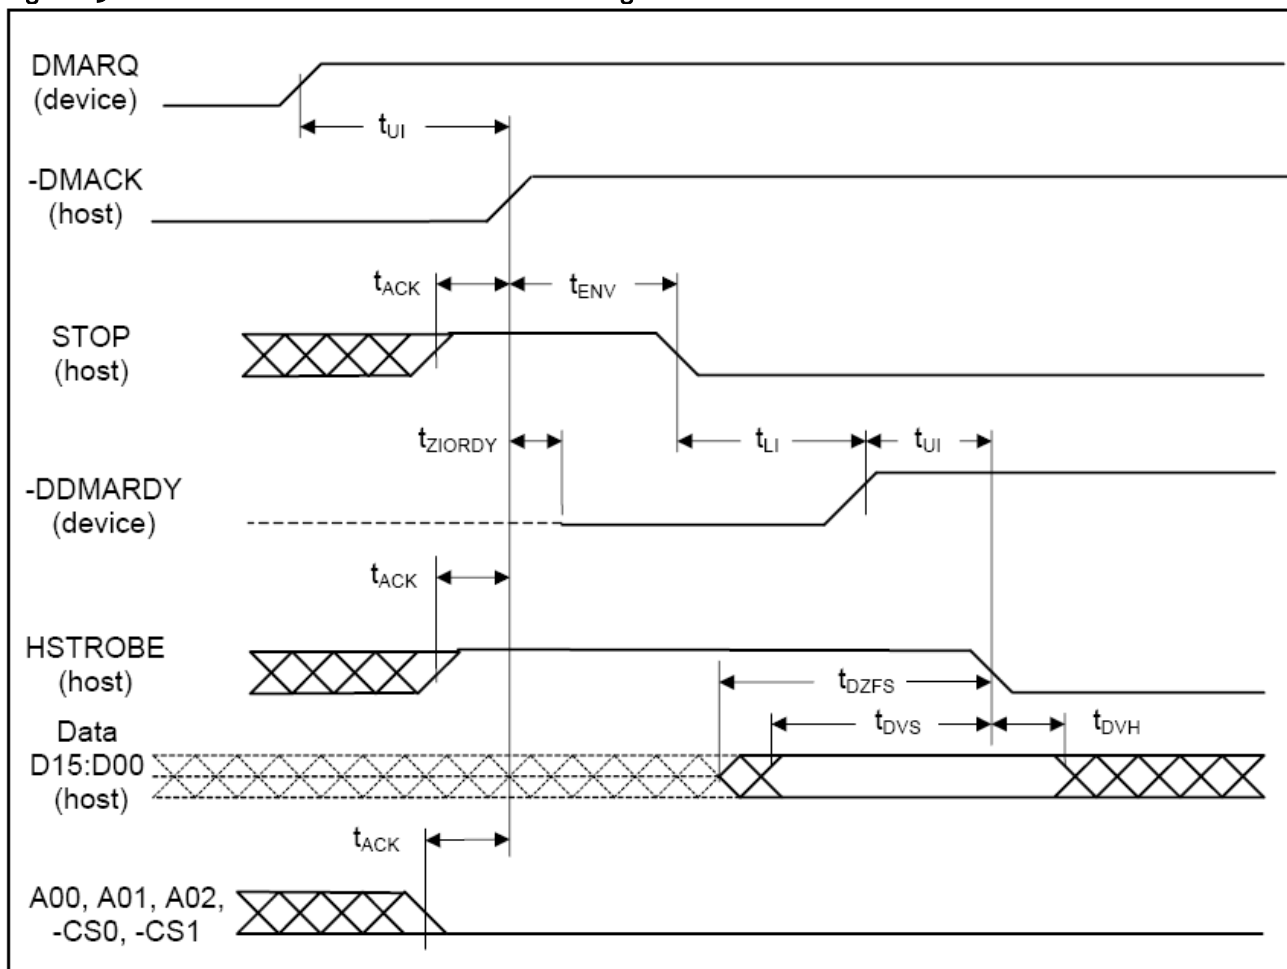 DMARQ
(device)
tUI
-DMACK
(host)
tACK
tENV
STOP
(host)
tZIORDY
tLI
tUI
-DDMARDY
(device)
tACK
HSTROBE
(host)
tDZFS
Data
tDVS
tDVH
D15:D00
(host)
tACK
A00, A01, A02,
-CS0, -CS1